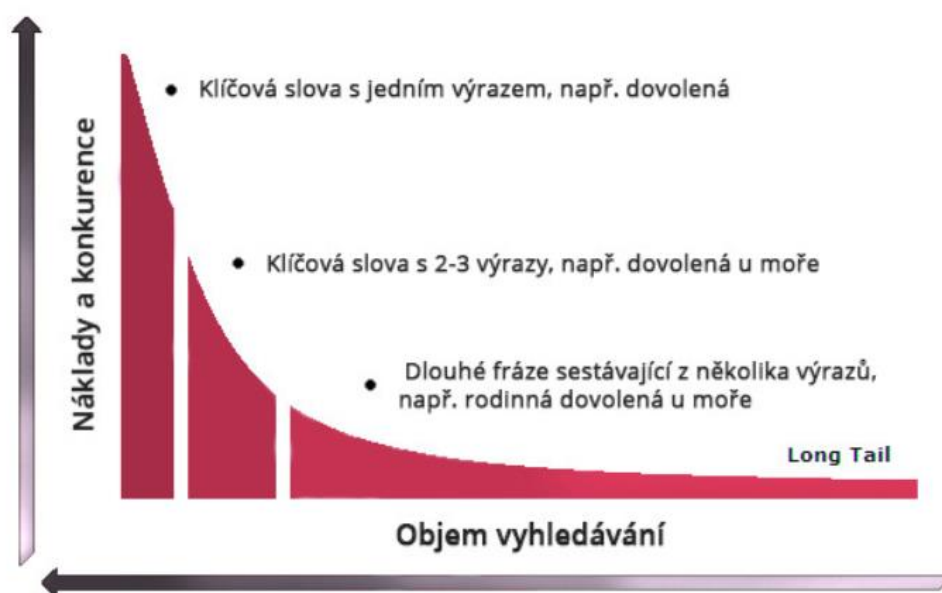 Náklady a konkurence
Klíčová slova s jedním výrazem, např. dovolená
Klíčová slova s 2-3 výrazy, např. dovolená u moře
Dlouhé fráze sestávající z několika výrazů,
např. rodinná dovolená u moře
Long Tail
Objem vyhledávání